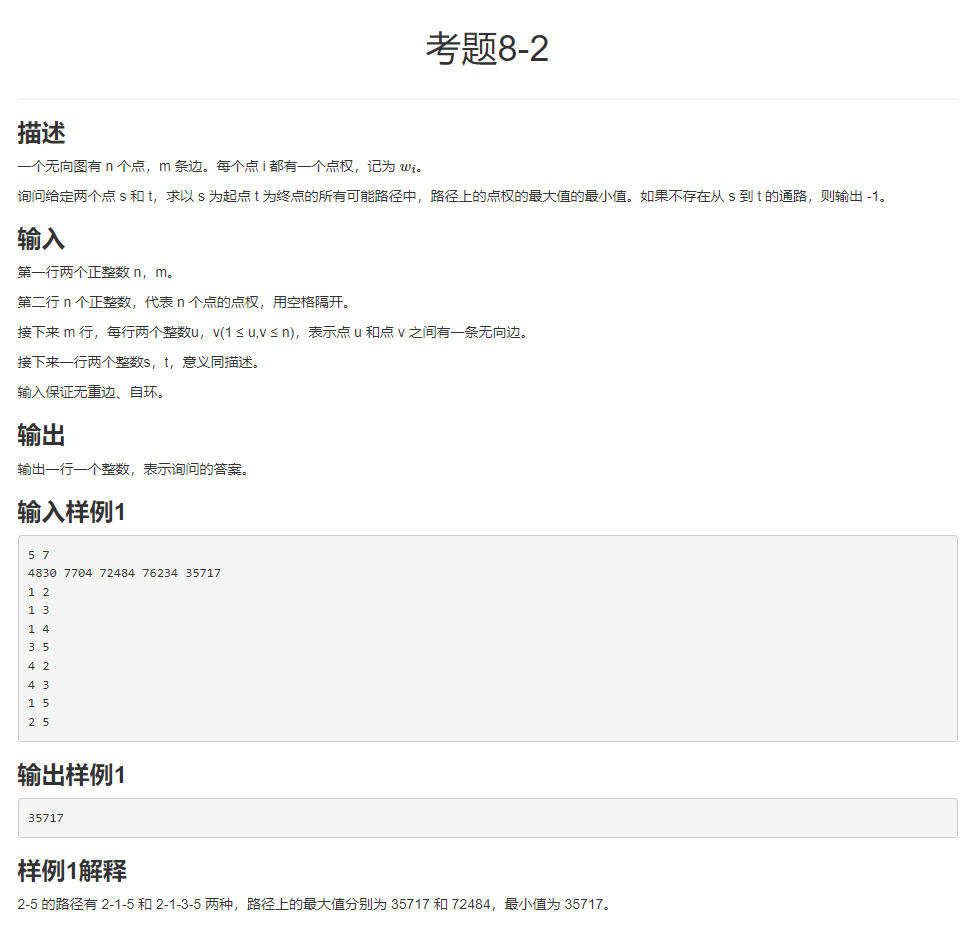 考题8-2
描述
一个无向图有 n 个点，m 条边。每个点 i 都有一个点权，记为 wᵢ。
询问给定两个点 s 和 t，求以 s 为起点 t 为终点的所有可能路径中，路径上的点权的最大值的最小值。如果不存在从 s 到 t 的通路，则输出 -1。
输入
第一行两个正整数 n，m。
第二行 n 个正整数，代表 n 个点的点权，用空格隔开。
接下来 m 行，每行两个整数u，v(1 ≤ u,v ≤ n)，表示点 u 和点 v 之间有一条无向边。
接下来一行两个整数s，t，意义同描述。
输入保证无重边、自环。
输出
输出一行一个整数，表示询问的答案。
输入样例1
5 7
4830 7704 72484 76234 35717
1 2
1 3
1 4
3 5
4 2
4 3
1 5
2 5
输出样例1
35717
样例1解释
2-5 的路径有 2-1-5 和 2-1-3-5 两种，路径上的最大值分别为 35717 和 72484，最小值为 35717。